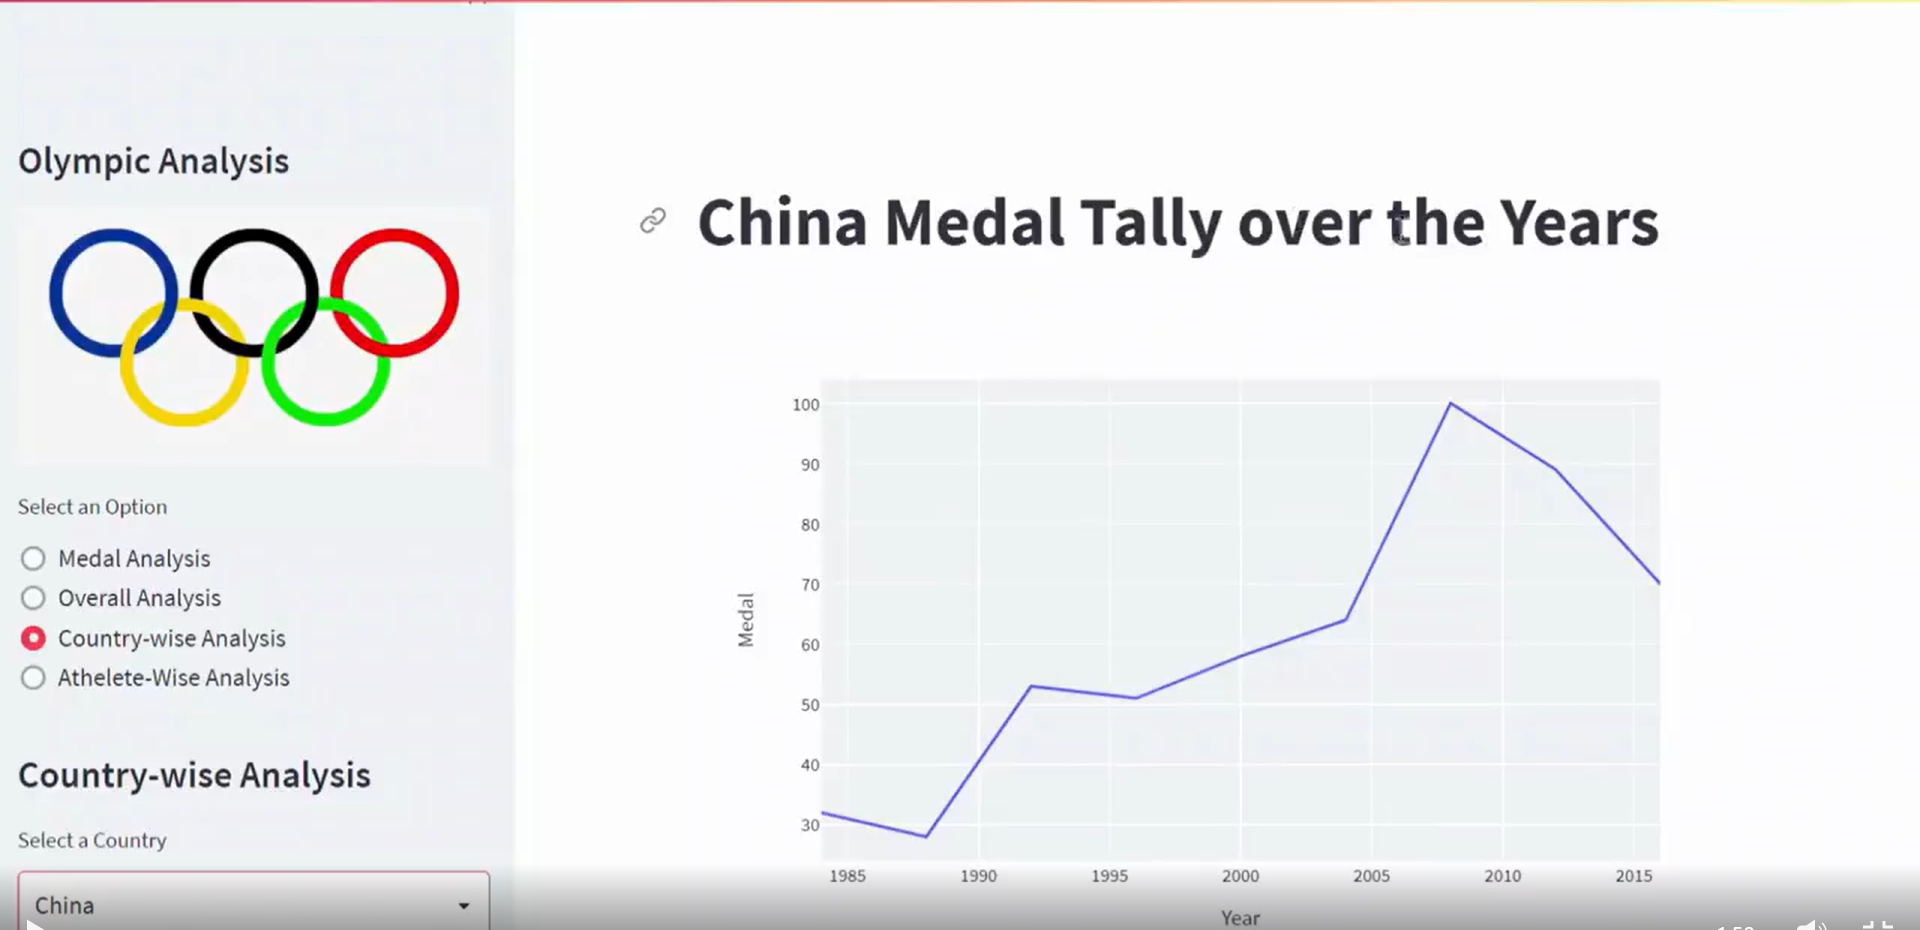 Olympic Analysis
Select an Option
Medal Analysis
Overall Analysis
Country-wise Analysis
Athelete-Wise Analysis
Country-wise Analysis
Select a Country
China
China Medal Tally over the Years
100
90
80
70
60
50
40
30
Medal
1985 1990 1995 2000 2005 2010 2015
Year